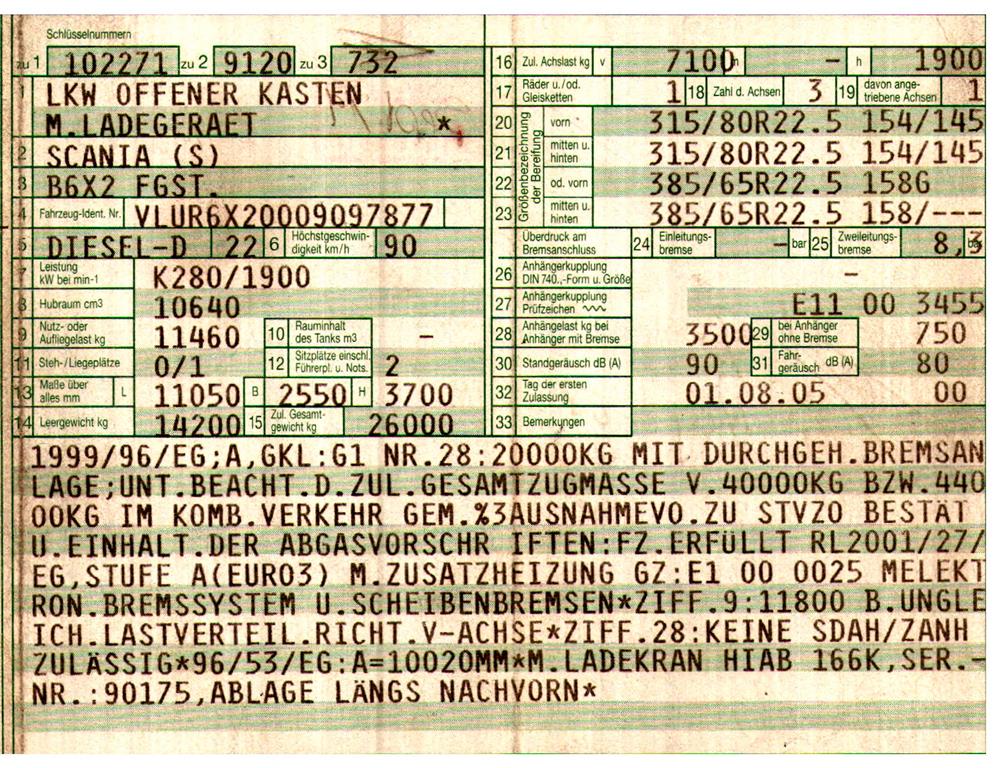 Schlüsselnummern
zu 1 102271 zu 2 9120 zu 3 732
1 LKW OFFENER KASTEN
M.LADEGERAET *
2 SCANIA (S)
3 B6X2 FGST.
4 Fahrzeug-Ident. Nr. VLUR6X20009097877
5 DIESEL-D 22 6 Höchstgeschwindigkeit km/h 90
7 Leistung kW bei min-1 K280/1900
8 Hubraum cm3 10640
9 Nutz- oder Aufliegelast kg 11460 10 Rauminhalt des Tanks m3 -
11 Steh-/Liegeplätze 0/1 12 Sitzplätze einschl. Führerpl. u. Nots. 2
13 Maße über alles mm L 11050 B 2550 H 3700
14 Leergewicht kg 14200 15 Zul. Gesamtgewicht kg 26000
16 Zul. Achslast kg v 7100 m - h 1900
17 Räder u./od. Gleisketten 1 18 Zahl d. Achsen 3 19 davon angetriebene Achsen 1
Größenbezeichnung der Bereifung
20 vorn 315/80R22.5 154/145
21 mitten u. hinten 315/80R22.5 154/145
22 od. vorn 385/65R22.5 158G
23 mitten u. hinten 385/65R22.5 158/---
Überdruck am Bremsanschluss 24 Einleitungsbremse - bar 25 Zweileitungsbremse 8,3 bar
26 Anhängerkupplung DIN 740.,-Form u. Größe -
27 Anhängerkupplung Prüfzeichen E11 00 3455
28 Anhängelast kg bei Anhänger mit Bremse 3500 29 bei Anhänger ohne Bremse 750
30 Standgeräusch dB (A) 90 31 Fahrgeräusch dB (A) 80
32 Tag der ersten Zulassung 01.08.05 00
33 Bemerkungen
1999/96/EG;A,GKL:G1 NR.28:20000KG MIT DURCHGEH.BREMSAN
LAGE;UNT.BEACHT.D.ZUL.GESAMTZUGMASSE V.40000KG BZW.440
00KG IM KOMB.VERKEHR GEM.%3AUSNAHMEVO.ZU STVZO BESTÄT
U.EINHALT.DER ABGASVORSCHR IFTEN:FZ.ERFÜLLT RL2001/27/
EG,STUFE A(EURO3) M.ZUSATZHEIZUNG GZ:E1 00 0025 MELEKT
RON.BREMSSYSTEM U.SCHEIBENBREMSEN*ZIFF.9:11800 B.UNGLE
ICH.LASTVERTEIL.RICHT.V-ACHSE*ZIFF.28:KEINE SDAH/ZANH
ZULÄSSIG*96/53/EG:A=10020MM*M.LADEKRAN HIAB 166K,SER.-
NR.:90175,ABLAGE LÄNGS NACHVORN*